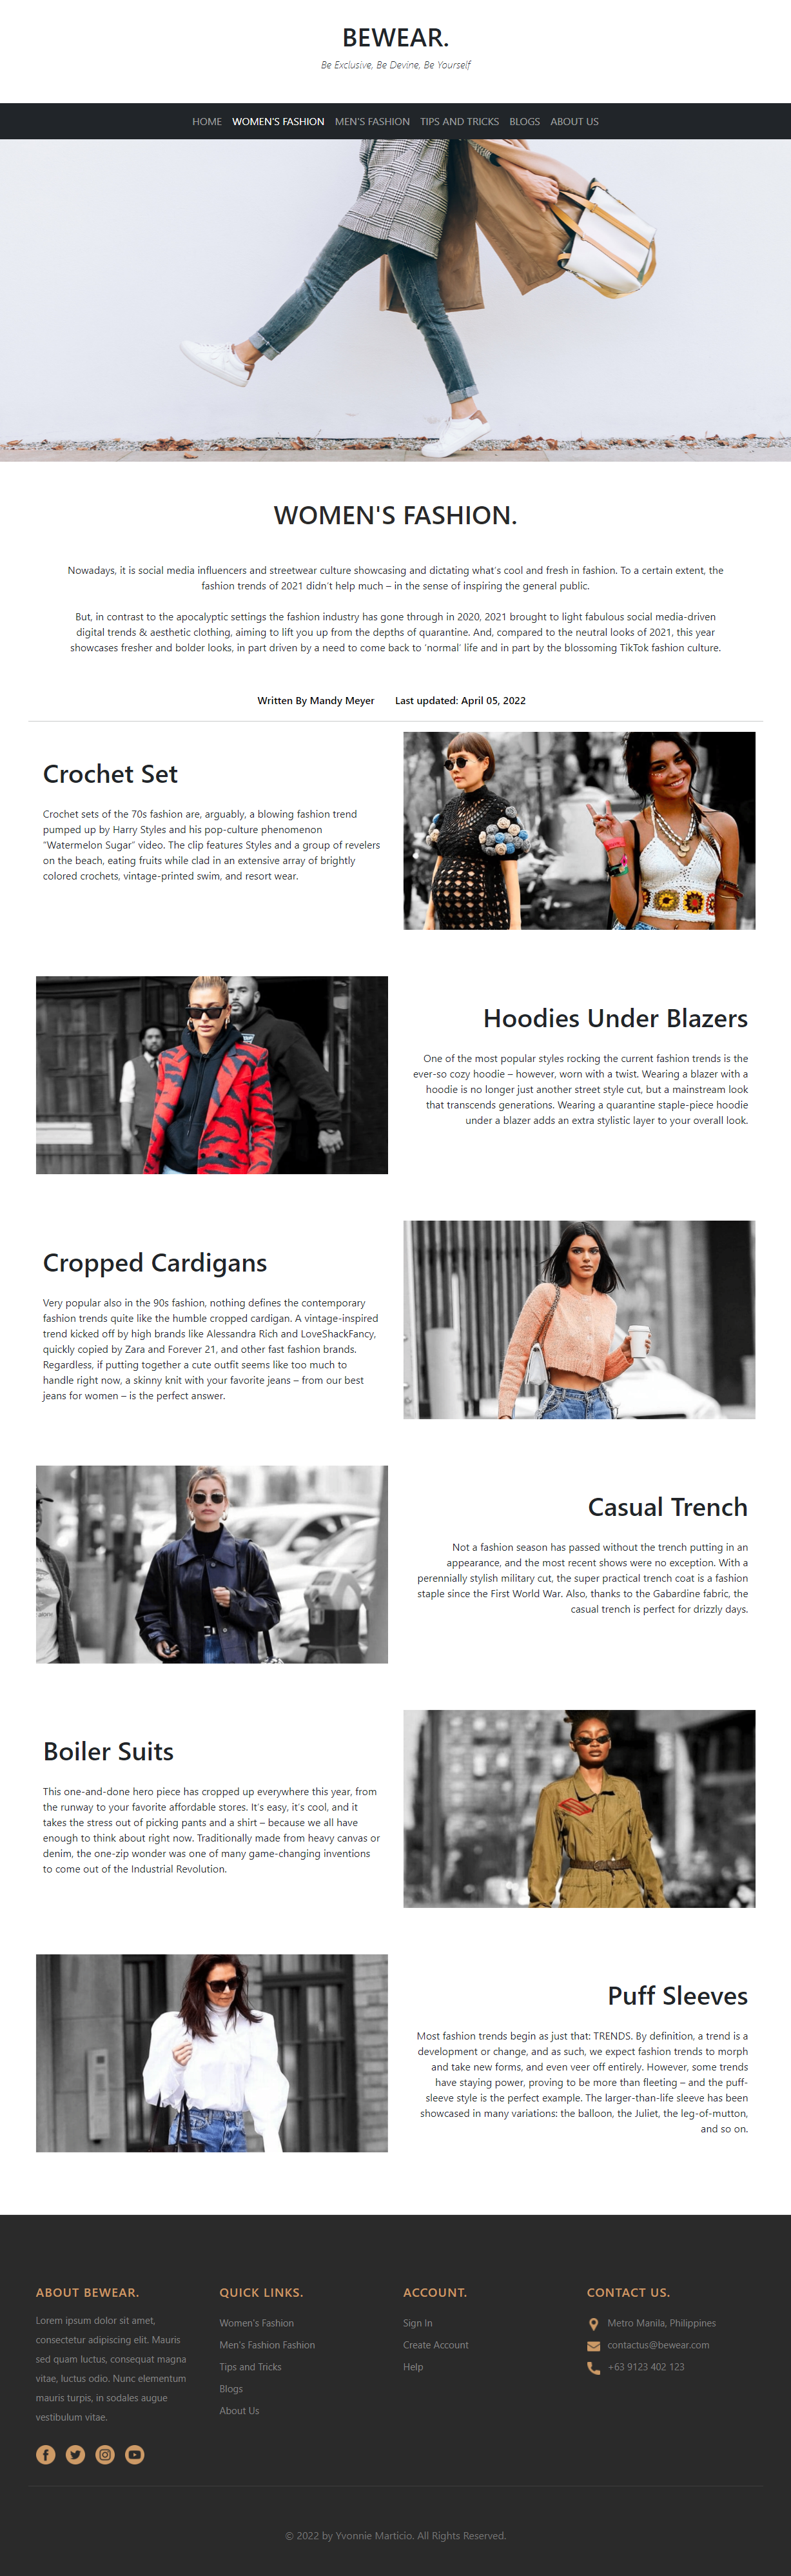 BEWEAR.
Be Exclusive, Be Devine, Be Yourself
HOME WOMEN'S FASHION MEN'S FASHION TIPS AND TRICKS BLOGS ABOUT US
WOMEN'S FASHION.
Nowadays, it is social media influencers and streetwear culture showcasing and dictating what's cool and fresh in fashion. To a certain extent, the
fashion trends of 2021 didn't help much – in the sense of inspiring the general public.
But, in contrast to the apocalyptic settings the fashion industry has gone through in 2020, 2021 brought to light fabulous social media-driven
digital trends & aesthetic clothing, aiming to lift you up from the depths of quarantine. And, compared to the neutral looks of 2021, this year
showcases fresher and bolder looks, in part driven by a need to come back to 'normal' life and in part by the blossoming TikTok fashion culture.
Written By Mandy Meyer Last updated: April 05, 2022
Crochet Set
Crochet sets of the 70s fashion are, arguably, a blowing fashion trend
pumped up by Harry Styles and his pop-culture phenomenon
"Watermelon Sugar" video. The clip features Styles and a group of revelers
on the beach, eating fruits while clad in an extensive array of brightly
colored crochets, vintage-printed swim, and resort wear.
Hoodies Under Blazers
One of the most popular styles rocking the current fashion trends is the
ever-so cozy hoodie – however, worn with a twist. Wearing a blazer with a
hoodie is no longer just another street style cut, but a mainstream look
that transcends generations. Wearing a quarantine staple-piece hoodie
under a blazer adds an extra stylistic layer to your overall look.
Cropped Cardigans
Very popular also in the 90s fashion, nothing defines the contemporary
fashion trends quite like the humble cropped cardigan. A vintage-inspired
trend kicked off by high brands like Alessandra Rich and LoveShackFancy,
quickly copied by Zara and Forever 21, and other fast fashion brands.
Regardless, if putting together a cute outfit seems like too much to
handle right now, a skinny knit with your favorite jeans – from our best
jeans for women – is the perfect answer.
Casual Trench
Not a fashion season has passed without the trench putting in an
appearance, and the most recent shows were no exception. With a
perennially stylish military cut, the super practical trench coat is a fashion
staple since the First World War. Also, thanks to the Gabardine fabric, the
casual trench is perfect for drizzly days.
Boiler Suits
This one-and-done hero piece has cropped up everywhere this year, from
the runway to your favorite affordable stores. It's easy, it's cool, and it
takes the stress out of picking pants and a shirt – because we all have
enough to think about right now. Traditionally made from heavy canvas or
denim, the one-zip wonder was one of many game-changing inventions
to come out of the Industrial Revolution.
Puff Sleeves
Most fashion trends begin as just that: TRENDS. By definition, a trend is a
development or change, and as such, we expect fashion trends to morph
and take new forms, and even veer off entirely. However, some trends
have staying power, proving to be more than fleeting – and the puff-
sleeve style is the perfect example. The larger-than-life sleeve has been
showcased in many variations: the balloon, the Juliet, the leg-of-mutton,
and so on.
ABOUT BEWEAR.
Lorem ipsum dolor sit amet,
consectetur adipiscing elit. Mauris
sed quam luctus, consequat magna
vitae, luctus odio. Nunc elementum
mauris turpis, in sodales augue
vestibulum vitae.
QUICK LINKS.
Women's Fashion
Men's Fashion Fashion
Tips and Tricks
Blogs
About Us
ACCOUNT.
Sign In
Create Account
Help
CONTACT US.
Metro Manila, Philippines
contactus@bewear.com
+63 9123 402 123
© 2022 by Yvonnie Marticio. All Rights Reserved.